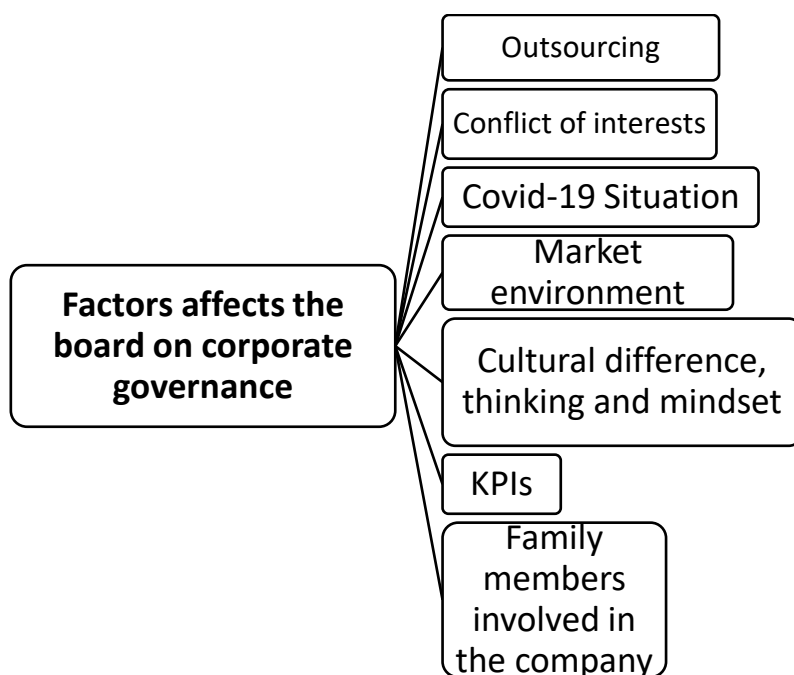 Outsourcing
Conflict of interests
Covid-19 Situation
Market
environment
Factors affects the
board on corporate
governance
Cultural difference,
thinking and mindset
KPIs
Family
members
involved in
the company